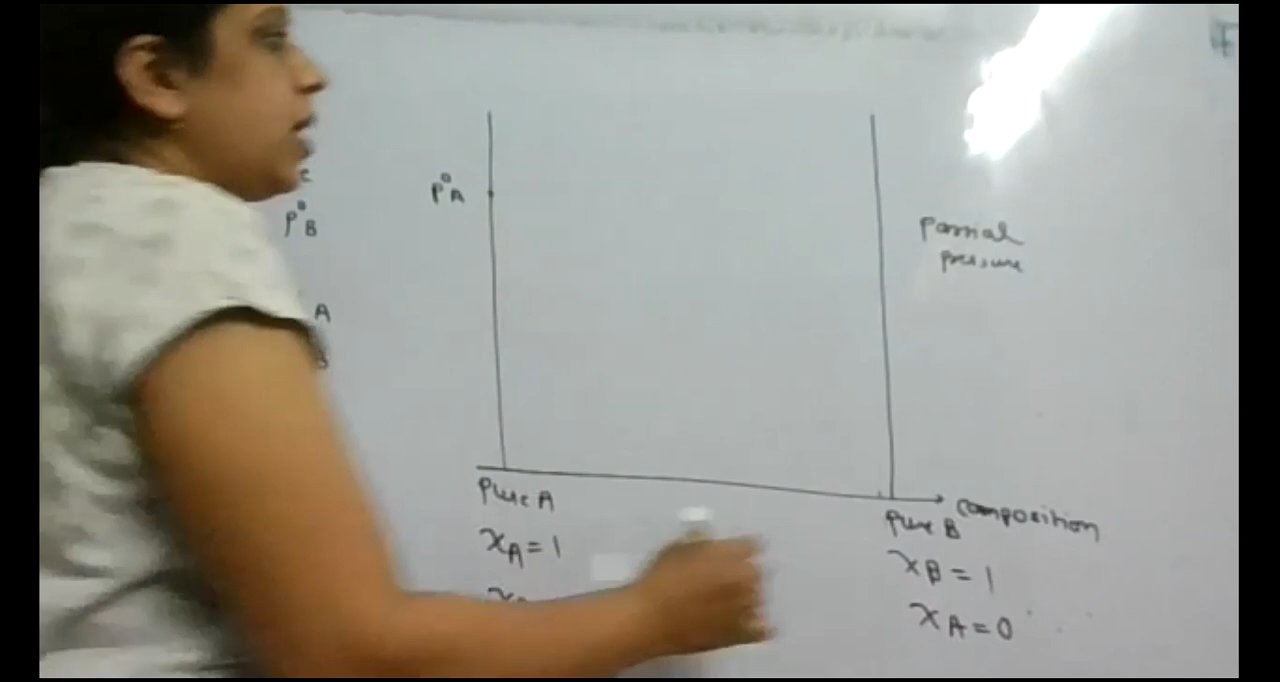 P°A
P°B
A
Partial
pressure
composition
pure A
pure B
xA = 1
xB = 1
xA = 0